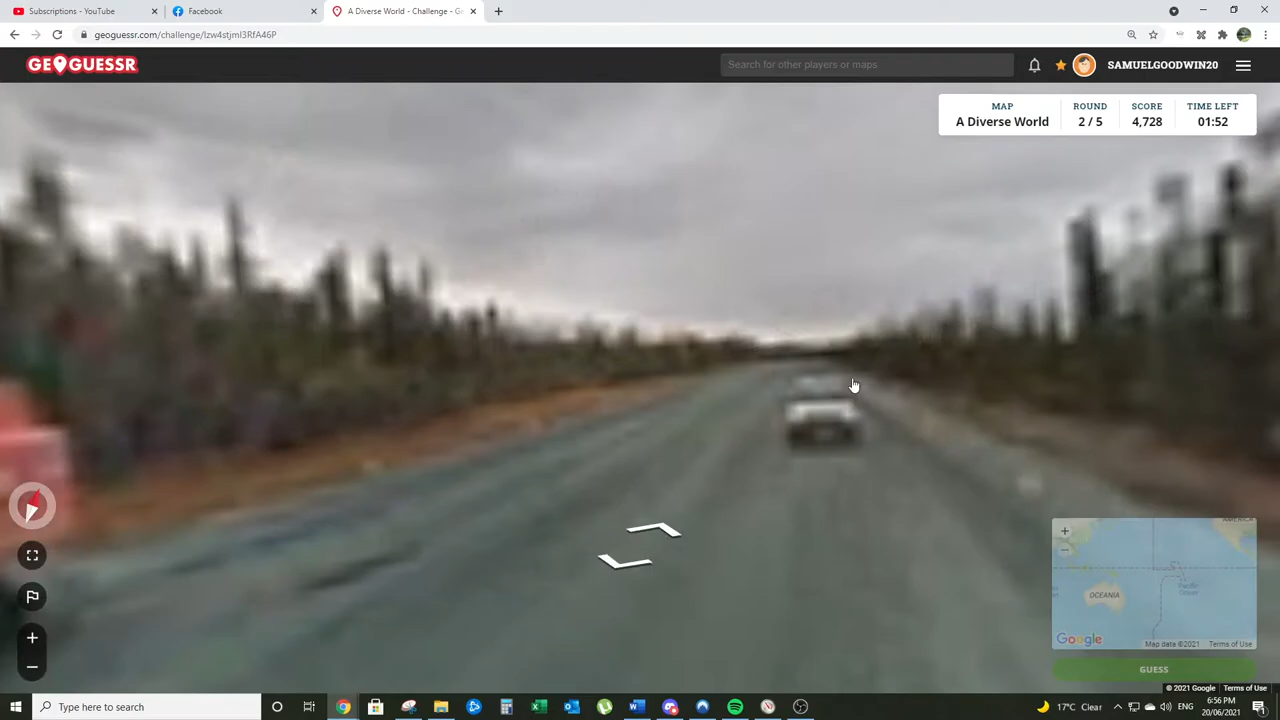 Subscriptions - YouTube
Facebook
A Diverse World - Challenge - Ge
geoguessr.com/challenge/lzw4stjmI3RfA46P
GEOGUESSR
Search for other players or maps
SAMUELGOODWIN20
MAP
A Diverse World
ROUND
2 / 5
SCORE
4,728
TIME LEFT
01:52
AMERICA
OCEANIA
Pacific
Ocean
Google
Map data ©2021
Terms of Use
GUESS
© 2021 Google
Terms of Use
Type here to search
17°C Clear
ENG
6:56 PM
20/06/2021